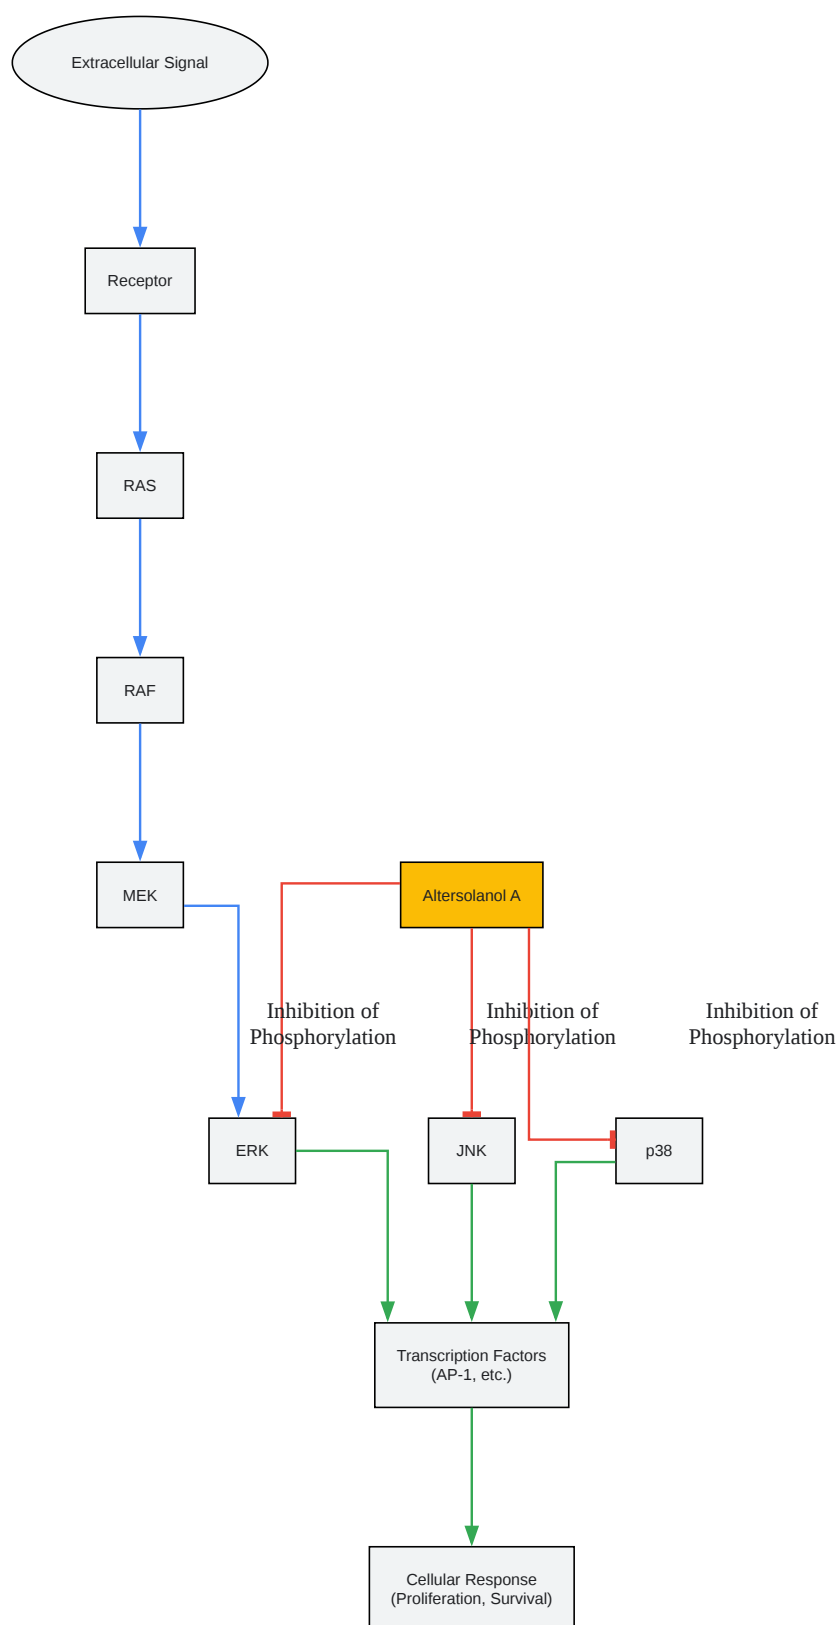 Extracellular Signal
Receptor
RAS
RAF
MEK
Altersolanol A
Inhibition of
Phosphorylation
Inhibition of
Phosphorylation
Inhibition of
Phosphorylation
ERK
JNK
p38
Transcription Factors
(AP-1, etc.)
Cellular Response
(Proliferation, Survival)